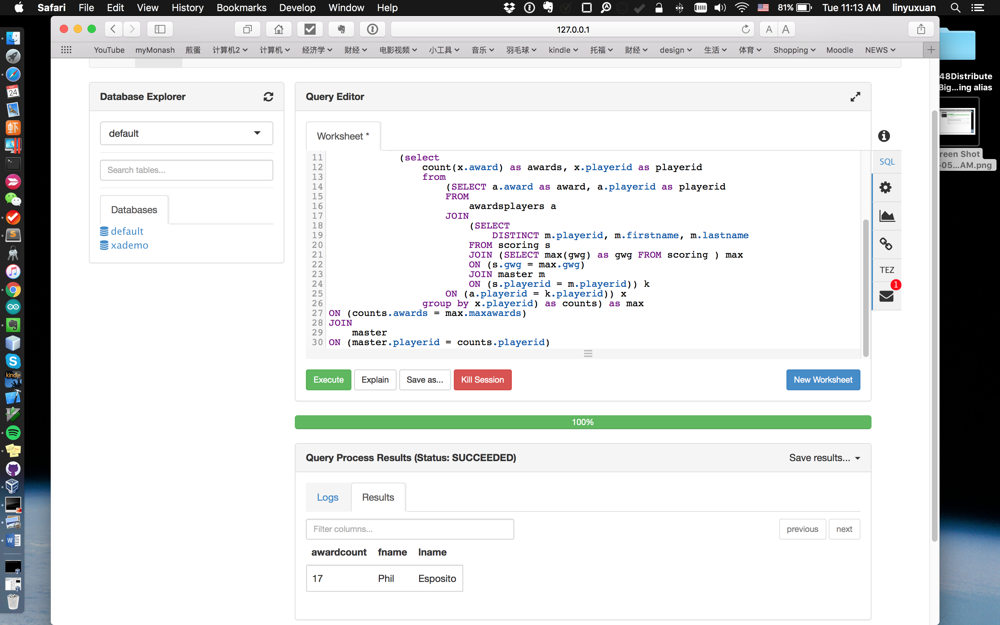 Safari File Edit View History Bookmarks Develop Window Help 81% Tue 11:13 AM linyuxuan
127.0.0.1
A A
YouTube myMonash 煎蛋 计算机2 计算机 经济学 财经 电影视频 小工具 音乐 羽毛球 kindle 托福 财经 design 生活 体育 Shopping Moodle NEWS
48Distribute
Big...ing alias
reen Shot
-05...AM.png
Database Explorer
default
Search tables...
Databases
default
xademo
Query Editor
Worksheet *
11 (select
12 count(x.award) as awards, x.playerid as playerid
13 from
14 (SELECT a.award as award, a.playerid as playerid
15 FROM
16 awardsplayers a
17 JOIN
18 (SELECT
19 DISTINCT m.playerid, m.firstname, m.lastname
20 FROM scoring s
21 JOIN (SELECT max(gwg) as gwg FROM scoring ) max
22 ON (s.gwg = max.gwg)
23 JOIN master m
24 ON (s.playerid = m.playerid)) k
25 ON (a.playerid = k.playerid)) x
26 group by x.playerid) as counts) as max
27 ON (counts.awards = max.maxawards)
28 JOIN
29 master
30 ON (master.playerid = counts.playerid)
SQL
TEZ
1
Execute Explain Save as... Kill Session New Worksheet
100%
Query Process Results (Status: SUCCEEDED) Save results...
Logs Results
Filter columns... previous next
awardcount fname lname
17 Phil Esposito
MAY
24
虾
kindle